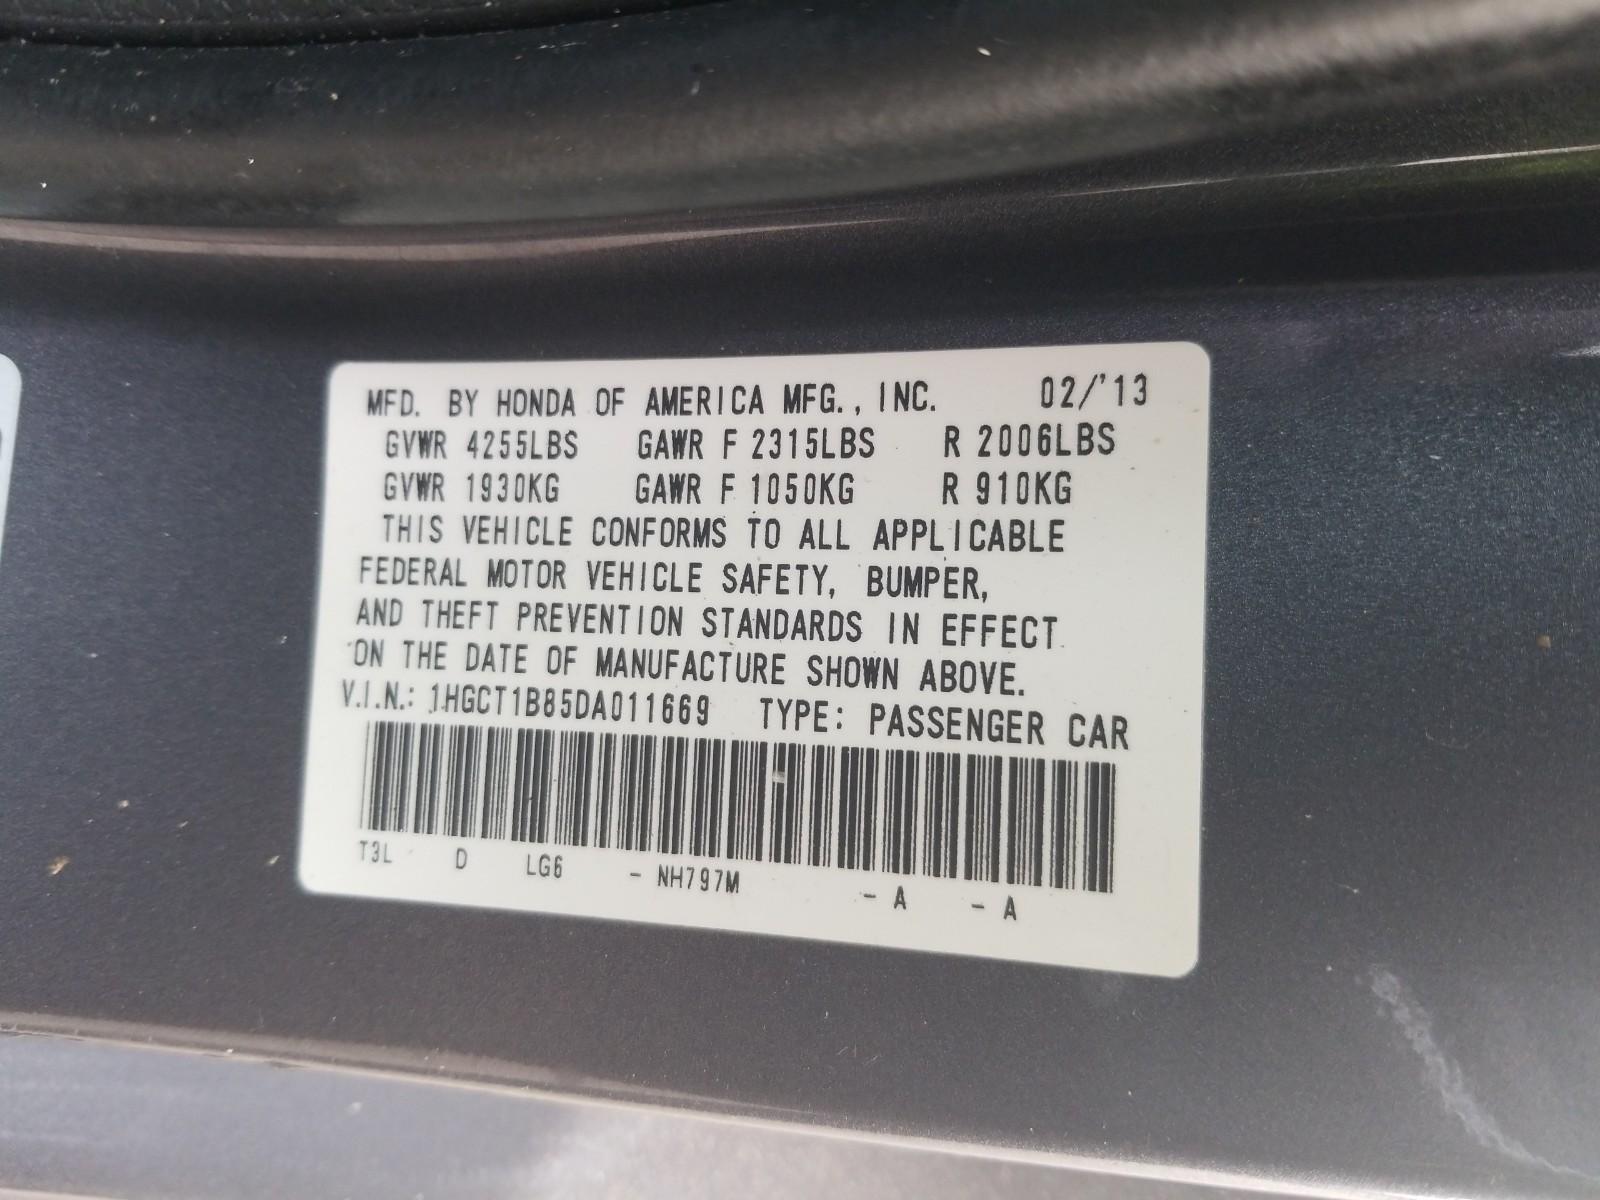 MFD. BY HONDA OF AMERICA MFG., INC. 02/'13
GVWR 4255LBS GAWR F 2315LBS R 2006LBS
GVWR 1930KG GAWR F 1050KG R 910KG
THIS VEHICLE CONFORMS TO ALL APPLICABLE
FEDERAL MOTOR VEHICLE SAFETY, BUMPER,
AND THEFT PREVENTION STANDARDS IN EFFECT
ON THE DATE OF MANUFACTURE SHOWN ABOVE.
V.I.N.: 1HGCT1B85DA011669 TYPE: PASSENGER CAR
T3L D LG6 - NH797M - A - A